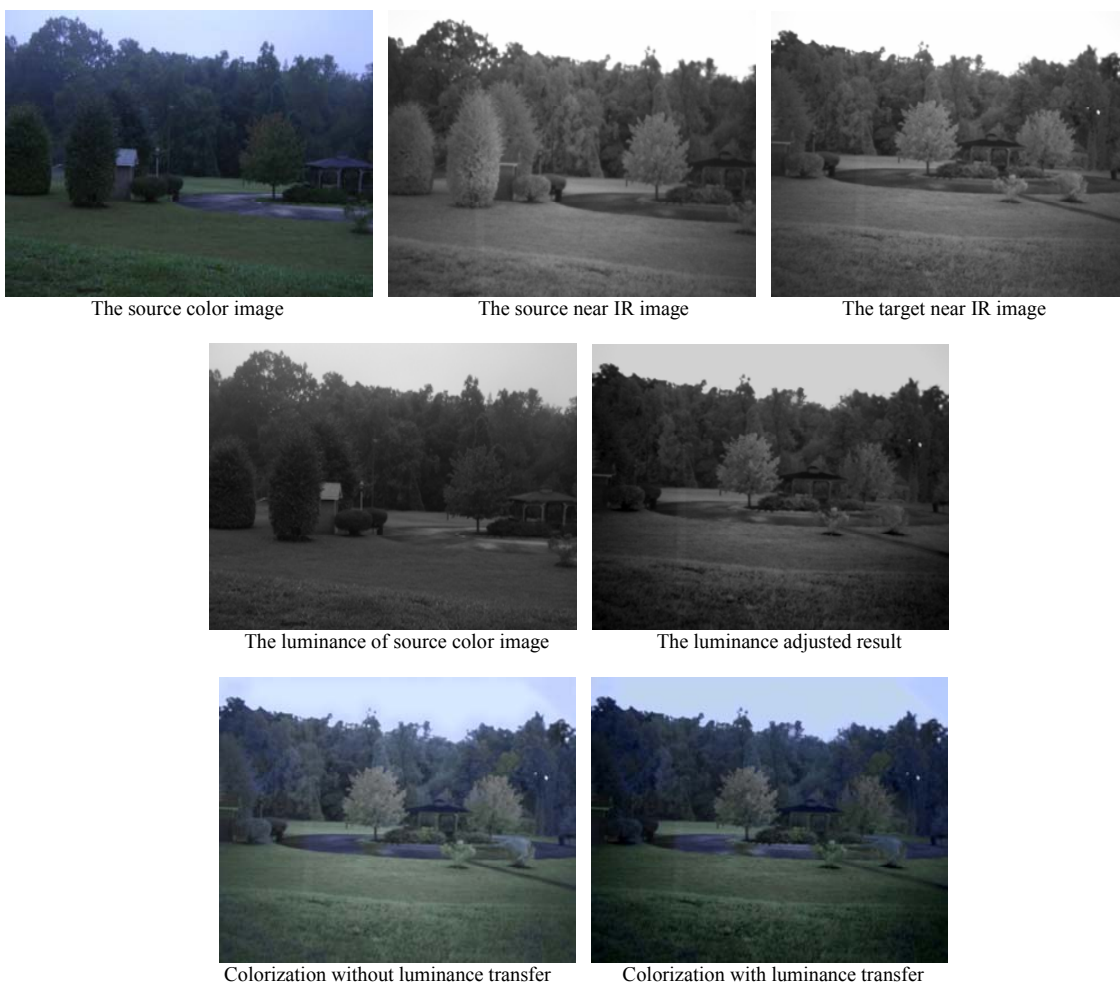 The source color image
The source near IR image
The target near IR image
The luminance of source color image
The luminance adjusted result
Colorization without luminance transfer
Colorization with luminance transfer